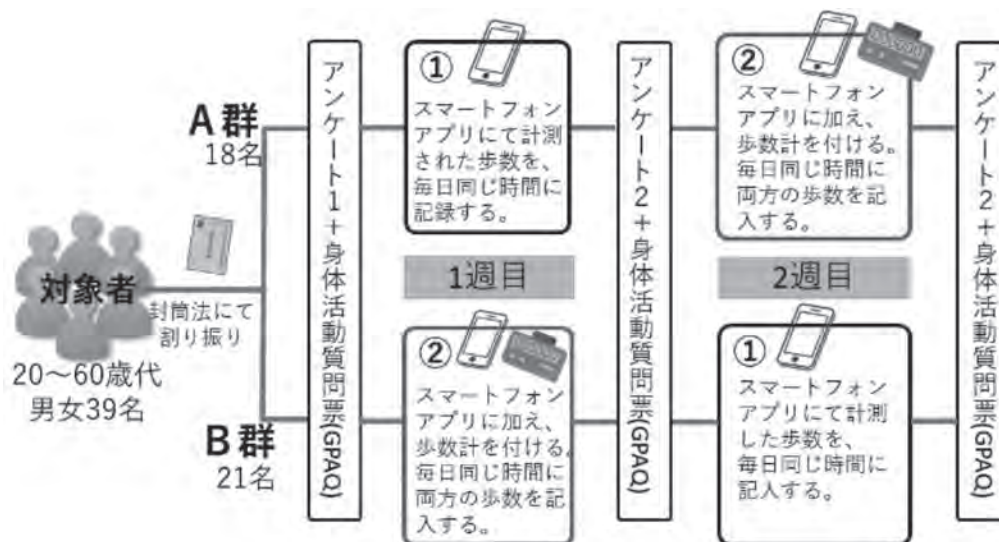 対象者
20〜60歳代
男女39名
封筒法にて
割り振り
A群
18名
B群
21名
アンケート1+身体活動質問票(GPAQ)
①
スマートフォン
アプリにて計測
された歩数を、
毎日同じ時間に
記録する。
1週目
②
スマートフォン
アプリに加え、
歩数計を付ける。
毎日同じ時間に
両方の歩数を記
入する。
アンケート2+身体活動質問票(GPAQ)
②
スマートフォン
アプリに加え、
歩数計を付ける。
毎日同じ時間に
両方の歩数を記
入する。
2週目
①
スマートフォン
アプリにて計測
した歩数を、
毎日同じ時間に
記入する。
アンケート2+身体活動質問票(GPAQ)